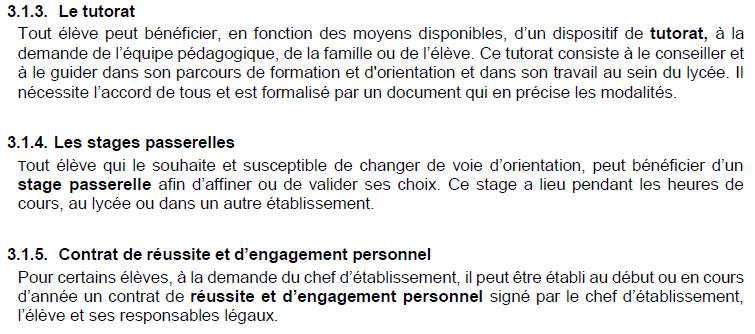 3.1.3. Le tutorat
Tout élève peut bénéficier, en fonction des moyens disponibles, d'un dispositif de tutorat, à la
demande de l'équipe pédagogique, de la famille ou de l'élève. Ce tutorat consiste à le conseiller et
à le guider dans son parcours de formation et d'orientation et dans son travail au sein du lycée. Il
nécessite l'accord de tous et est formalisé par un document qui en précise les modalités.
3.1.4. Les stages passerelles
Tout élève qui le souhaite et susceptible de changer de voie d'orientation, peut bénéficier d'un
stage passerelle afin d'affiner ou de valider ses choix. Ce stage a lieu pendant les heures de
cours, au lycée ou dans un autre établissement.
3.1.5. Contrat de réussite et d'engagement personnel
Pour certains élèves, à la demande du chef d'établissement, il peut être établi au début ou en cours
d'année un contrat de réussite et d'engagement personnel signé par le chef d'établissement,
l'élève et ses responsables légaux.